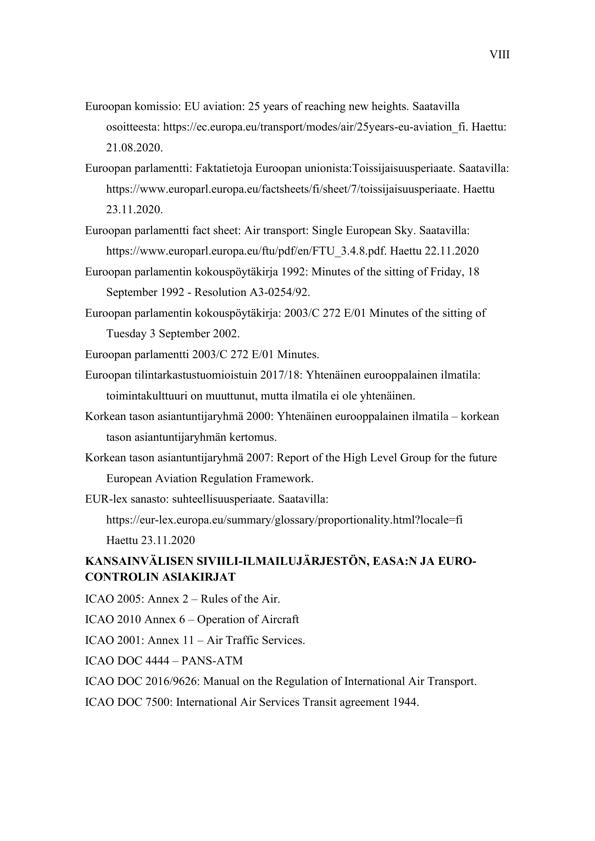 VIII
Euroopan komissio: EU aviation: 25 years of reaching new heights. Saatavilla
osoitteesta: https://ec.europa.eu/transport/modes/air/25years-eu-aviation_fi. Haettu:
21.08.2020.
Euroopan parlamentti: Faktatietoja Euroopan unionista:Toissijaisuusperiaate. Saatavilla:
https://www.europarl.europa.eu/factsheets/fi/sheet/7/toissijaisuusperiaate. Haettu
23.11.2020.
Euroopan parlamentti fact sheet: Air transport: Single European Sky. Saatavilla:
https://www.europarl.europa.eu/ftu/pdf/en/FTU_3.4.8.pdf. Haettu 22.11.2020
Euroopan parlamentin kokouspöytäkirja 1992: Minutes of the sitting of Friday, 18
September 1992 - Resolution A3-0254/92.
Euroopan parlamentin kokouspöytäkirja: 2003/C 272 E/01 Minutes of the sitting of
Tuesday 3 September 2002.
Euroopan parlamentti 2003/C 272 E/01 Minutes.
Euroopan tilintarkastustuomioistuin 2017/18: Yhtenäinen eurooppalainen ilmatila:
toimintakulttuuri on muuttunut, mutta ilmatila ei ole yhtenäinen.
Korkean tason asiantuntijaryhmä 2000: Yhtenäinen eurooppalainen ilmatila – korkean
tason asiantuntijaryhmän kertomus.
Korkean tason asiantuntijaryhmä 2007: Report of the High Level Group for the future
European Aviation Regulation Framework.
EUR-lex sanasto: suhteellisuusperiaate. Saatavilla:
https://eur-lex.europa.eu/summary/glossary/proportionality.html?locale=fi
Haettu 23.11.2020
KANSAINVÄLISEN SIVIILI-ILMAILUJÄRJESTÖN, EASA:N JA EURO-
CONTROLIN ASIAKIRJAT
ICAO 2005: Annex 2 – Rules of the Air.
ICAO 2010 Annex 6 – Operation of Aircraft
ICAO 2001: Annex 11 – Air Traffic Services.
ICAO DOC 4444 – PANS-ATM
ICAO DOC 2016/9626: Manual on the Regulation of International Air Transport.
ICAO DOC 7500: International Air Services Transit agreement 1944.